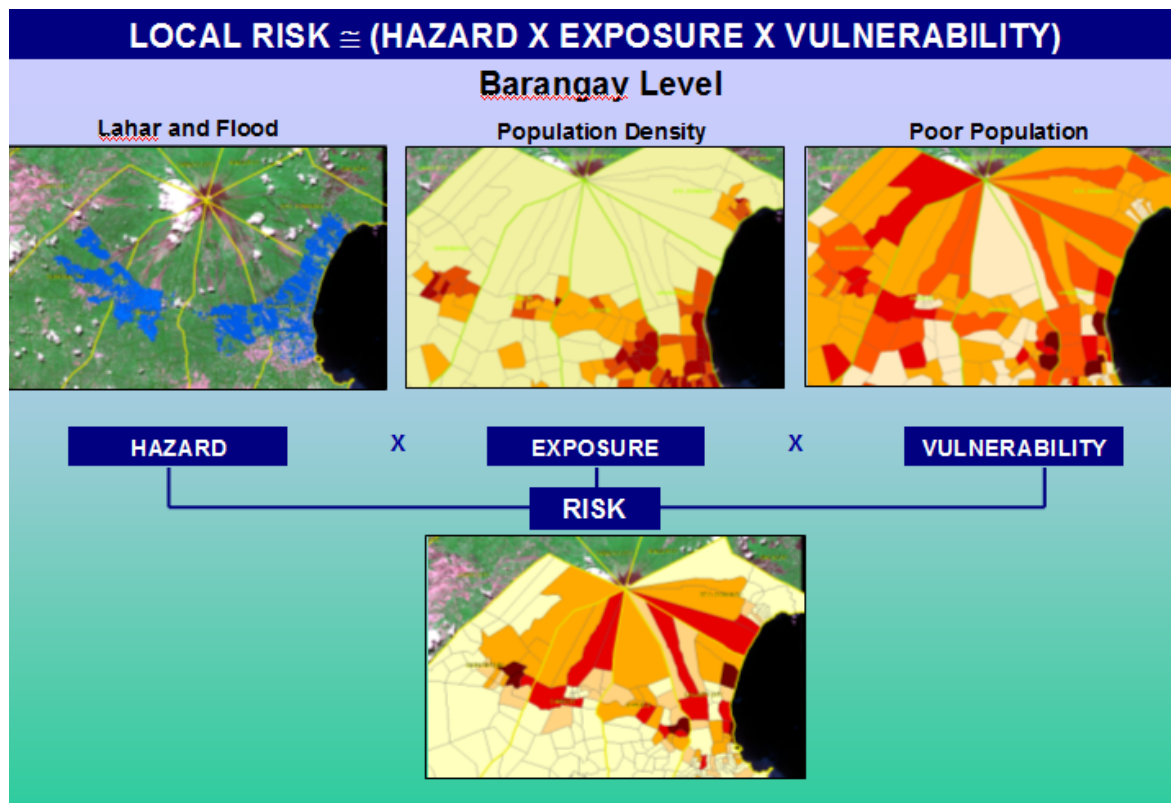 LOCAL RISK ≅ (HAZARD X EXPOSURE X VULNERABILITY)
Barangay Level
Lahar and Flood
Population Density
Poor Population
HAZARD X EXPOSURE X VULNERABILITY
RISK